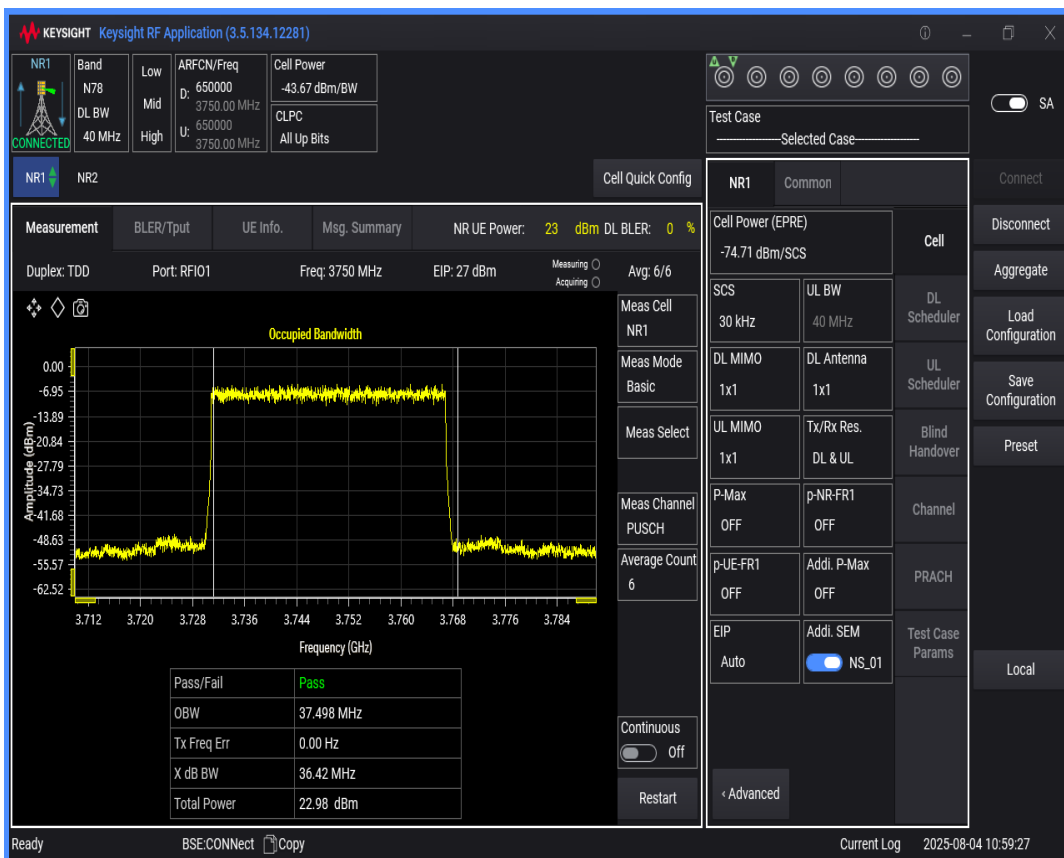 KEYSIGHT Keysight RF Application (3.5.134.12281)
NR1
CONNECTED
Band
N78
DL BW
40 MHz
Low
Mid
High
ARFCN/Freq
D: 650000
3750.00 MHz
U: 650000
3750.00 MHz
Cell Power
-43.67 dBm/BW
CLPC
All Up Bits
Test Case
Selected Case
SA
NR1 NR2 Cell Quick Config
Measurement BLER/Tput UE Info. Msg. Summary NR UE Power: 23 dBm DL BLER: 0 %
Duplex: TDD Port: RFIO1 Freq: 3750 MHz EIP: 27 dBm Measuring Avg: 6/6
Acquiring
Occupied Bandwidth
Amplitude (dBm)
0.00
-6.95
-13.89
-20.84
-27.79
-34.73
-41.68
-48.63
-55.57
-62.52
3.712 3.720 3.728 3.736 3.744 3.752 3.760 3.768 3.776 3.784
Frequency (GHz)
Pass/Fail Pass
OBW 37.498 MHz
Tx Freq Err 0.00 Hz
X dB BW 36.42 MHz
Total Power 22.98 dBm
Meas Cell
NR1
Meas Mode
Basic
Meas Select
Meas Channel
PUSCH
Average Count
6
Continuous
Off
Restart
NR1 Common
Cell Power (EPRE)
-74.71 dBm/SCS
SCS
30 kHz
UL BW
40 MHz
DL MIMO
1x1
DL Antenna
1x1
UL MIMO
1x1
Tx/Rx Res.
DL & UL
P-Max
OFF
p-NR-FR1
OFF
p-UE-FR1
OFF
Addi. P-Max
OFF
EIP
Auto
Addi. SEM
NS_01
‹ Advanced
Cell
DL
Scheduler
UL
Scheduler
Blind
Handover
Channel
PRACH
Test Case
Params
Connect
Disconnect
Aggregate
Load
Configuration
Save
Configuration
Preset
Local
Ready BSE:CONNect Copy Current Log 2025-08-04 10:59:27